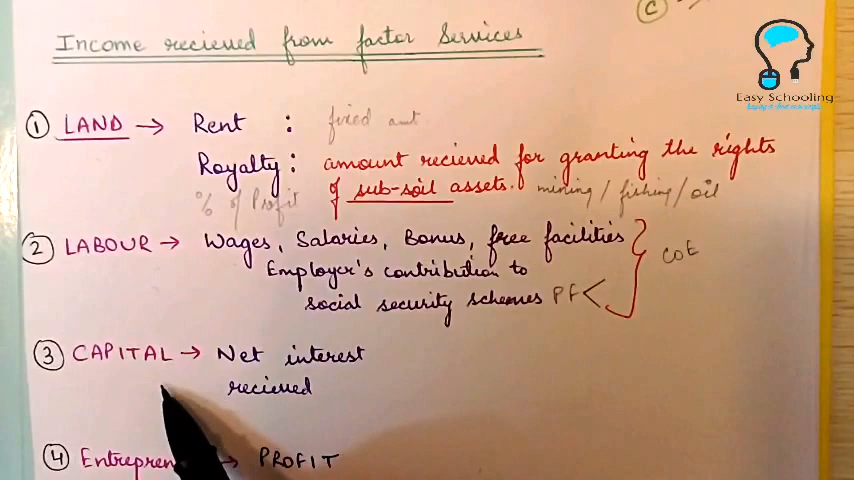 C
Income recieved from factor Services
Easy Schooling
① LAND → Rent : fixed amt
Royalty : amount recieved for granting the rights
% of Profit of sub-soil assets. mining / fishing / oil
② LABOUR → Wages, Salaries, Bonus, free facilities
Employer's contribution to COE
social security schemes PF <
③ CAPITAL → Net interest
recieved
④ → PROFIT